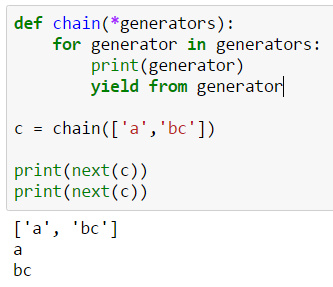 def chain(*generators):
    for generator in generators:
        print(generator)
        yield from generator
c = chain(['a','bc'])
print(next(c))
print(next(c))
['a', 'bc']
a
bc